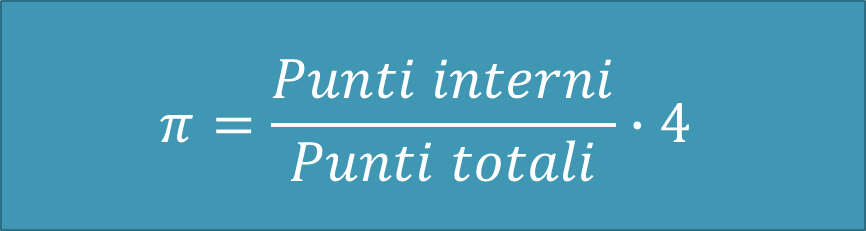 π = Punti interni / Punti totali · 4